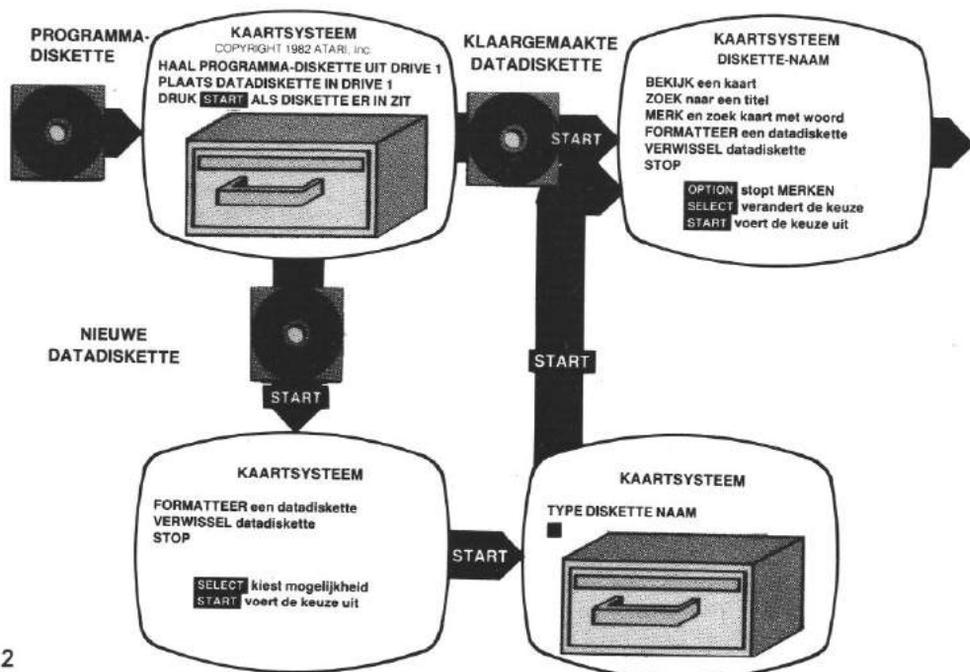 PROGRAMMA-
DISKETTE
KAARTSYSTEEM
COPYRIGHT 1982 ATARI, Inc.
HAAL PROGRAMMA-DISKETTE UIT DRIVE 1
PLAATS DATADISKETTE IN DRIVE 1
DRUK START ALS DISKETTE ER IN ZIT
KLAARGEMAAKTE
DATADISKETTE
START
KAARTSYSTEEM
DISKETTE-NAAM
BEKIJK een kaart
ZOEK naar een titel
MERK en zoek kaart met woord
FORMATTEER een datadiskette
VERWISSEL datadiskette
STOP
OPTION stopt MERKEN
SELECT verandert de keuze
START voert de keuze uit
NIEUWE
DATADISKETTE
START
START
KAARTSYSTEEM
FORMATTEER een datadiskette
VERWISSEL datadiskette
STOP
SELECT kiest mogelijkheid
START voert de keuze uit
START
KAARTSYSTEEM
TYPE DISKETTE NAAM
2